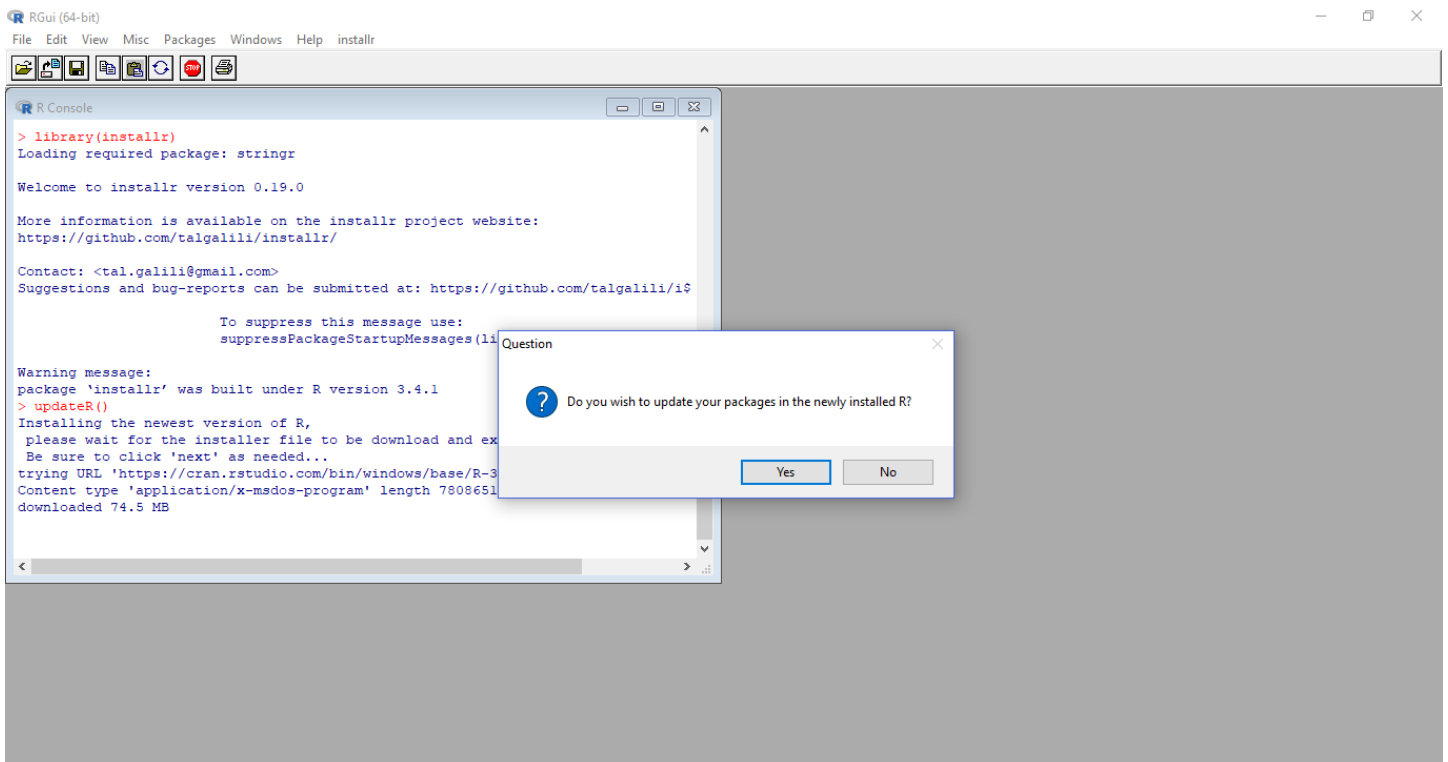 RGui (64-bit)
File Edit View Misc Packages Windows Help installr
STOP
R Console
> library(installr)
Loading required package: stringr
Welcome to installr version 0.19.0
More information is available on the installr project website:
https://github.com/talgalili/installr/
Contact: <tal.galili@gmail.com>
Suggestions and bug-reports can be submitted at: https://github.com/talgalili/i$
To suppress this message use:
suppressPackageStartupMessages(li
Warning message:
package ‘installr’ was built under R version 3.4.1
> updateR()
Installing the newest version of R,
please wait for the installer file to be download and ex
Be sure to click 'next' as needed...
trying URL 'https://cran.rstudio.com/bin/windows/base/R-3
Content type 'application/x-msdos-program' length 7808651
downloaded 74.5 MB
Question
Do you wish to update your packages in the newly installed R?
Yes No